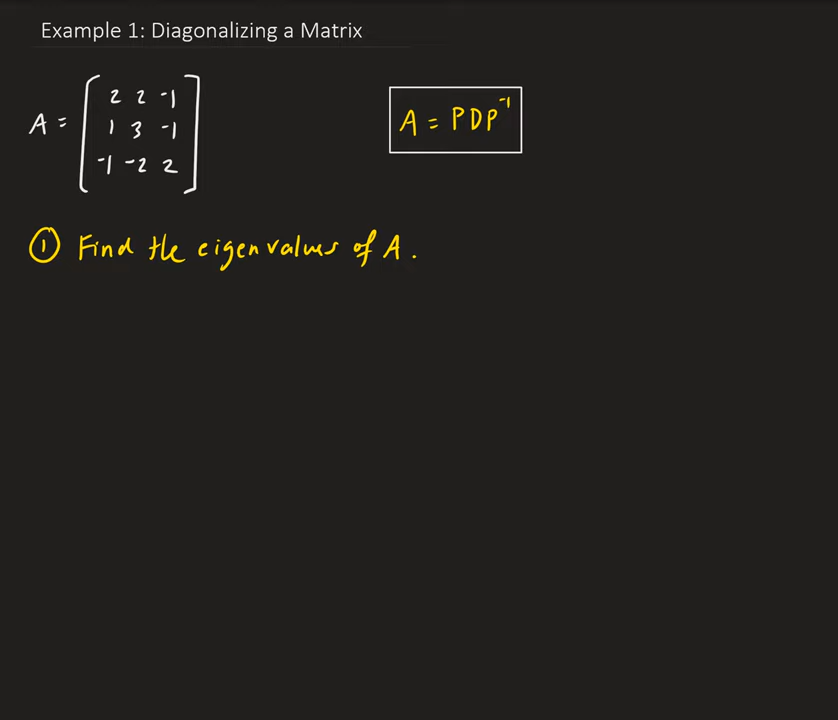 Example 1: Diagonalizing a Matrix
A = [ 2 2 -1
1 3 -1
-1 -2 2 ]
A = PDP⁻¹
① Find the eigenvalues of A.